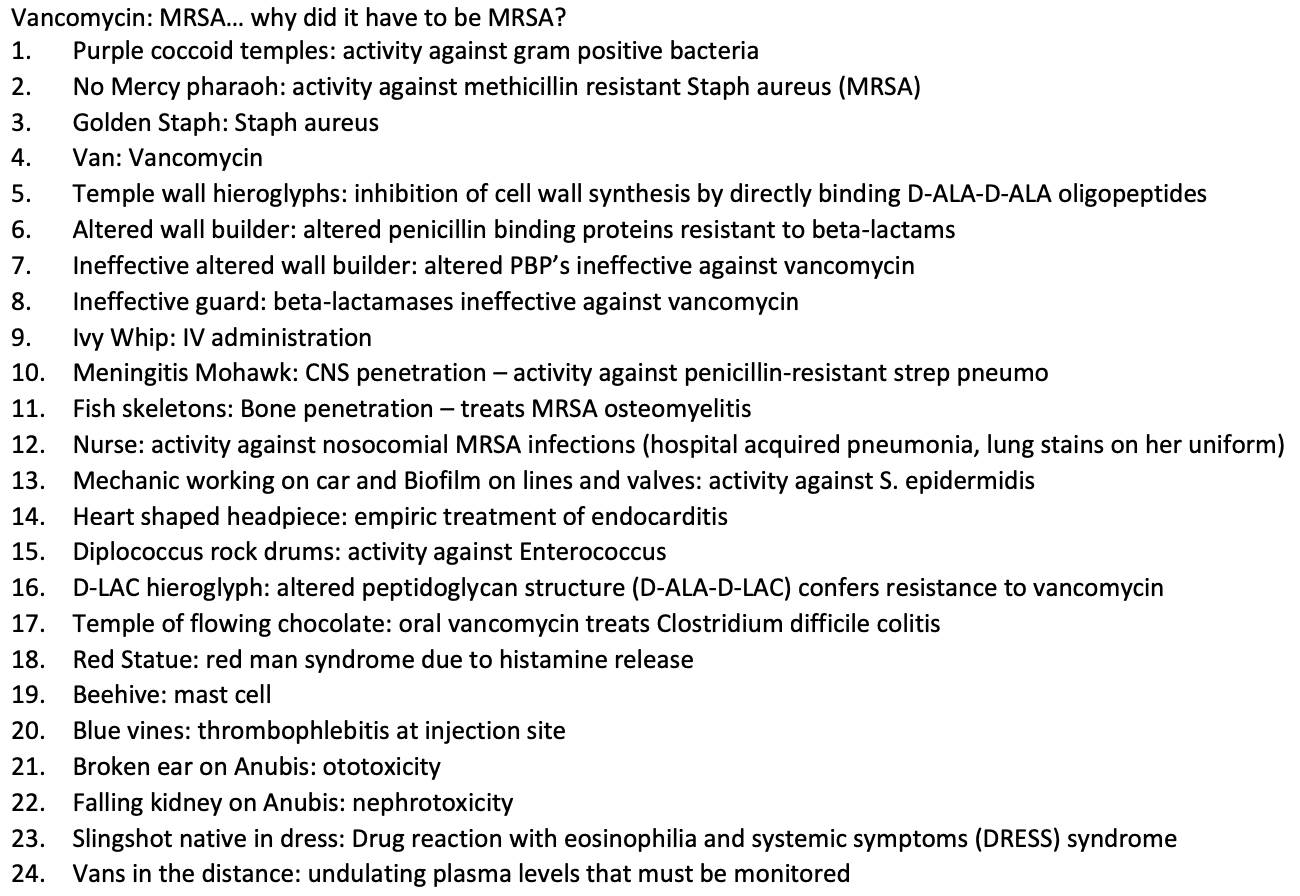 Vancomycin: MRSA... why did it have to be MRSA?
1. Purple coccoid temples: activity against gram positive bacteria
2. No Mercy pharaoh: activity against methicillin resistant Staph aureus (MRSA)
3. Golden Staph: Staph aureus
4. Van: Vancomycin
5. Temple wall hieroglyphs: inhibition of cell wall synthesis by directly binding D-ALA-D-ALA oligopeptides
6. Altered wall builder: altered penicillin binding proteins resistant to beta-lactams
7. Ineffective altered wall builder: altered PBP's ineffective against vancomycin
8. Ineffective guard: beta-lactamases ineffective against vancomycin
9. Ivy Whip: IV administration
10. Meningitis Mohawk: CNS penetration – activity against penicillin-resistant strep pneumo
11. Fish skeletons: Bone penetration – treats MRSA osteomyelitis
12. Nurse: activity against nosocomial MRSA infections (hospital acquired pneumonia, lung stains on her uniform)
13. Mechanic working on car and Biofilm on lines and valves: activity against S. epidermidis
14. Heart shaped headpiece: empiric treatment of endocarditis
15. Diplococcus rock drums: activity against Enterococcus
16. D-LAC hieroglyph: altered peptidoglycan structure (D-ALA-D-LAC) confers resistance to vancomycin
17. Temple of flowing chocolate: oral vancomycin treats Clostridium difficile colitis
18. Red Statue: red man syndrome due to histamine release
19. Beehive: mast cell
20. Blue vines: thrombophlebitis at injection site
21. Broken ear on Anubis: ototoxicity
22. Falling kidney on Anubis: nephrotoxicity
23. Slingshot native in dress: Drug reaction with eosinophilia and systemic symptoms (DRESS) syndrome
24. Vans in the distance: undulating plasma levels that must be monitored